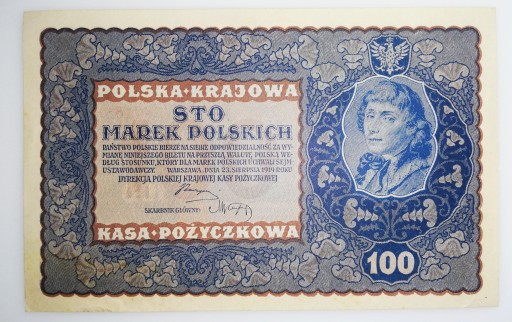 POLSKA KRAJOWA
STO
MAREK POLSKICH
PAŃSTWO POLSKIE BIERZE NA SIEBIE ODPOWIEDZIALNOŚĆ ZA WY-
MIANĘ NINIEJSZEGO BILETU NA PRZYSZŁĄ WALUTĘ POLSKĄ WE-
DŁUG STOSUNKU, KTÓRY DLA MAREK POLSKICH UCHWALI SEJM
USTAWODAWCZY. WARSZAWA, DNIA 23 SIERPNIA 1919 ROKU
DYREKCJA POLSKIEJ KRAJOWEJ KASY POŻYCZKOWEJ
SKARBNIK GŁÓWNY:
KASA POŻYCZKOWA
100